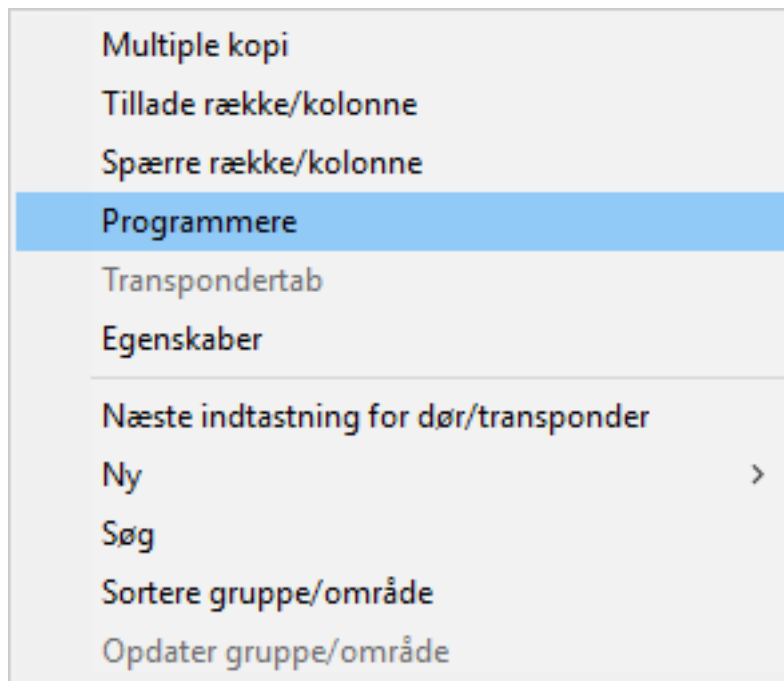 Multiple kopi
Tillade række/kolonne
Spærre række/kolonne
Programmere
Transpondertab
Egenskaber
Næste indtastning for dør/transponder
Ny
Søg
Sortere gruppe/område
Opdater gruppe/område